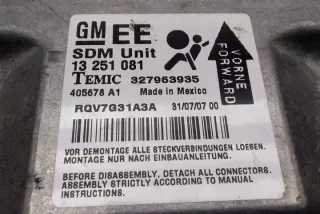 GM EE
SDM Unit
13 251 081
TEMIC 327963935
405678 A1 Made in Mexico
RQV7G31A3A 31/07/07 00
VORNE
FORWARD
VOR DEMONTAGE ALLE STECKVERBINDUNGEN LOEBEN.
MONTAGE NUR NACH EINBAUANLEITUNG.
BEFORE DISASSEMBLY, DETACH ALL CONNECTORS.
ASSEMBLY STRICTLY ACCORDING TO MANUAL
INSTRUCTIONS.